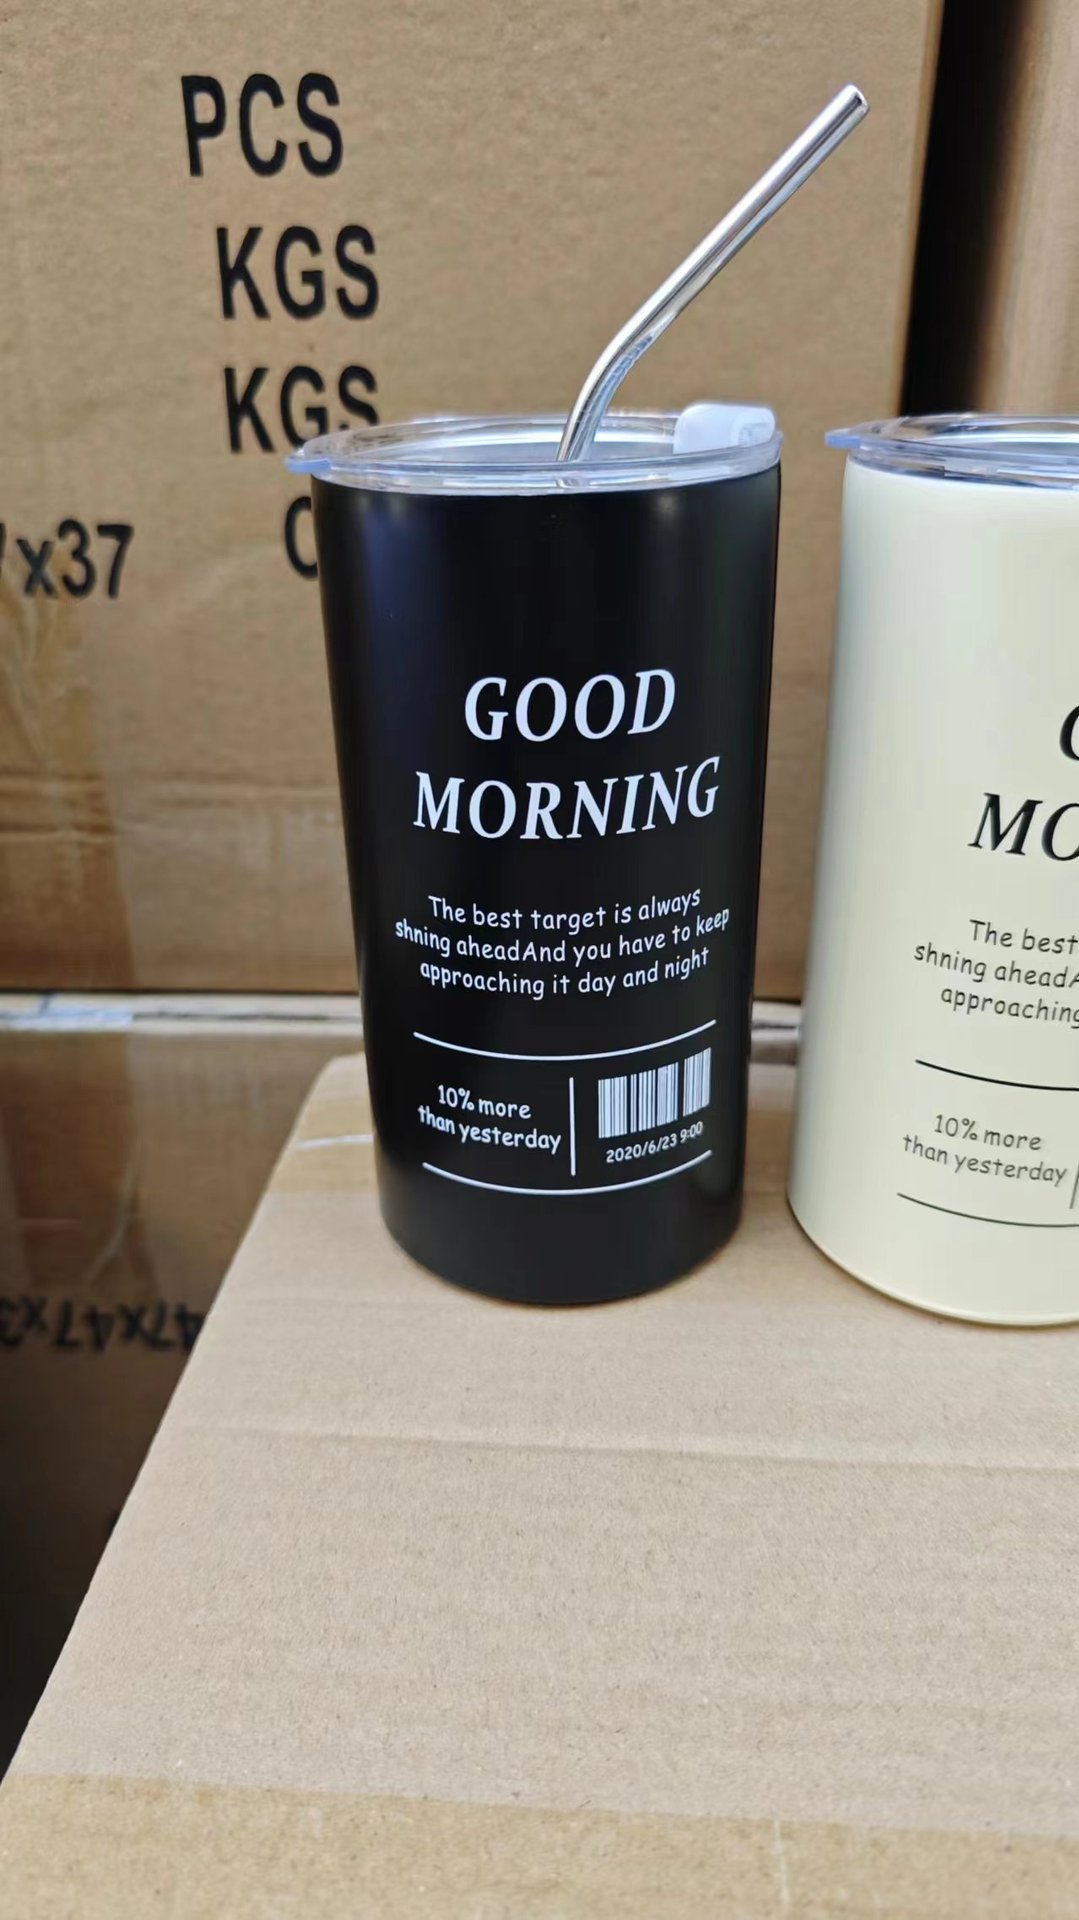 PCS
KGS
KGS
x37
GOOD
MORNING
The best target is always
shning aheadAnd you have to keep
approaching it day and night
10% more
than yesterday
2020/6/23 9:00
MO
The best
shning ahead
approaching
10% more
than yesterday
47x47x3